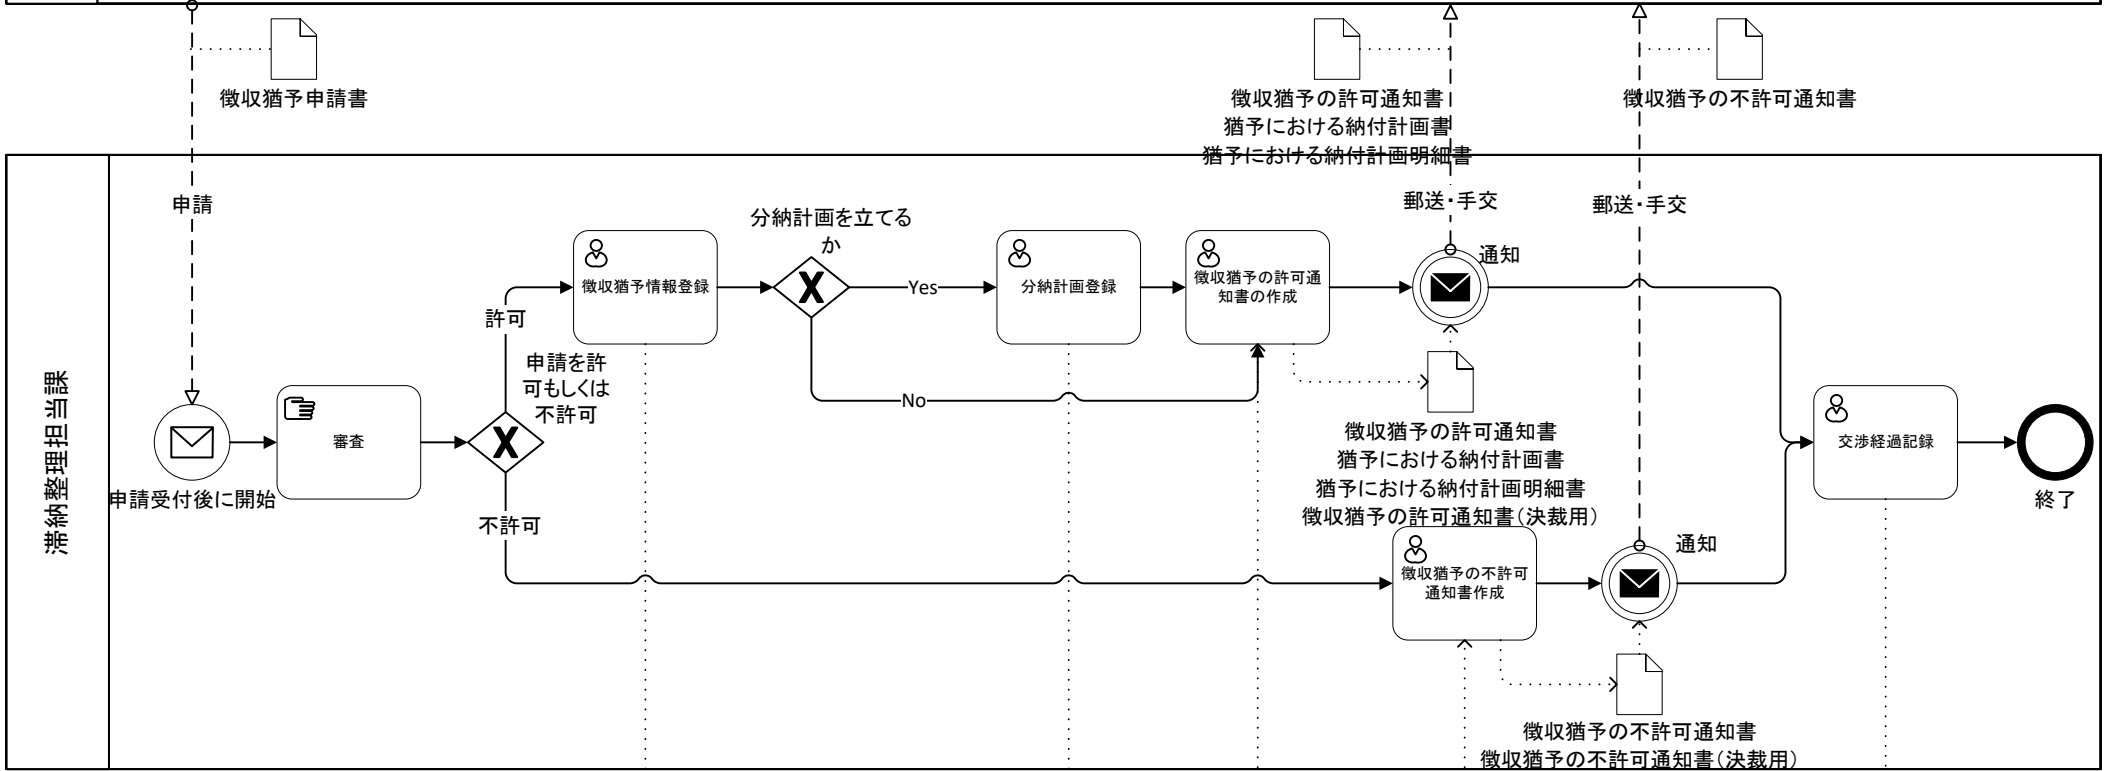 徴収猶予申請書
徴収猶予の許可通知書
猶予における納付計画書
猶予における納付計画明細書
徴収猶予の不許可通知書
申請
郵送・手交
郵送・手交
滞納整理担当課
分納計画を立てる
か
通知
徴収猶予情報登録
Yes
分納計画登録
徴収猶予の許可通
知書の作成
許可
申請を許
可もしくは
不許可
No
審査
申請受付後に開始
徴収猶予の許可通知書
猶予における納付計画書
猶予における納付計画明細書
徴収猶予の許可通知書(決裁用)
交渉経過記録
終了
不許可
通知
徴収猶予の不許可
通知書作成
徴収猶予の不許可通知書
徴収猶予の不許可通知書(決裁用)